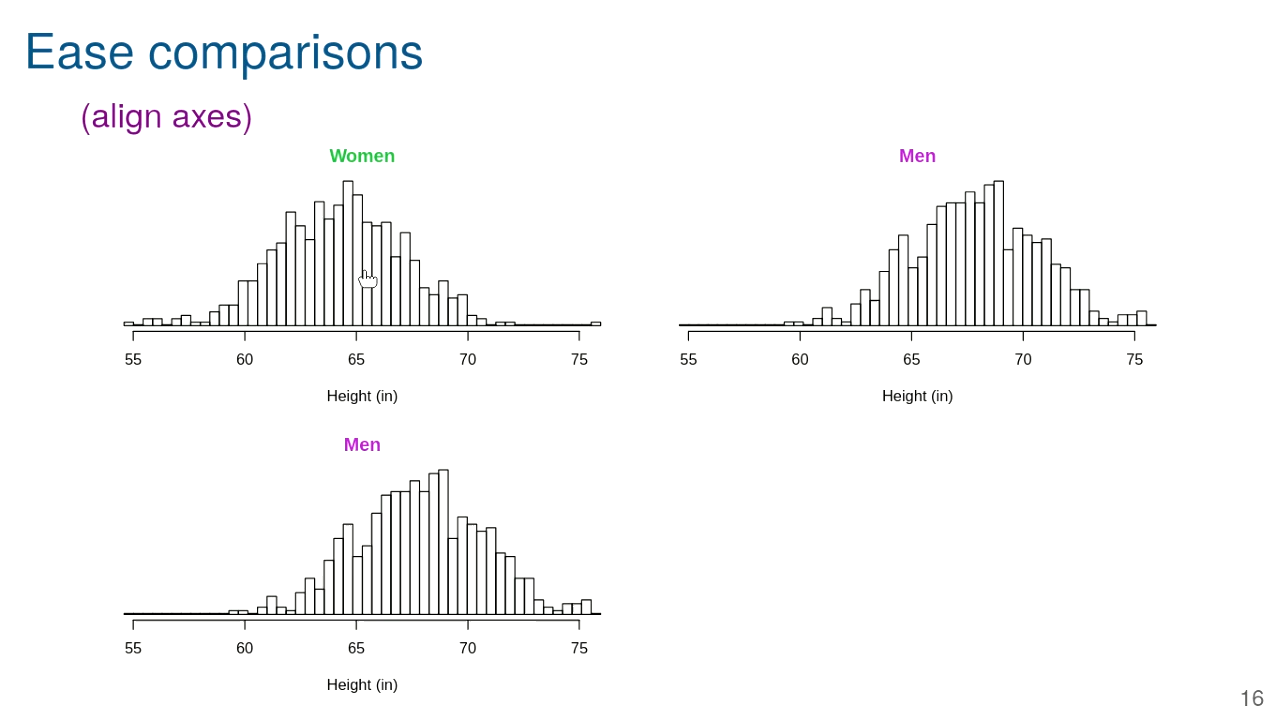 Ease comparisons
(align axes)
Women
55 60 65 70 75
Height (in)
Men
55 60 65 70 75
Height (in)
Men
55 60 65 70 75
Height (in)
16